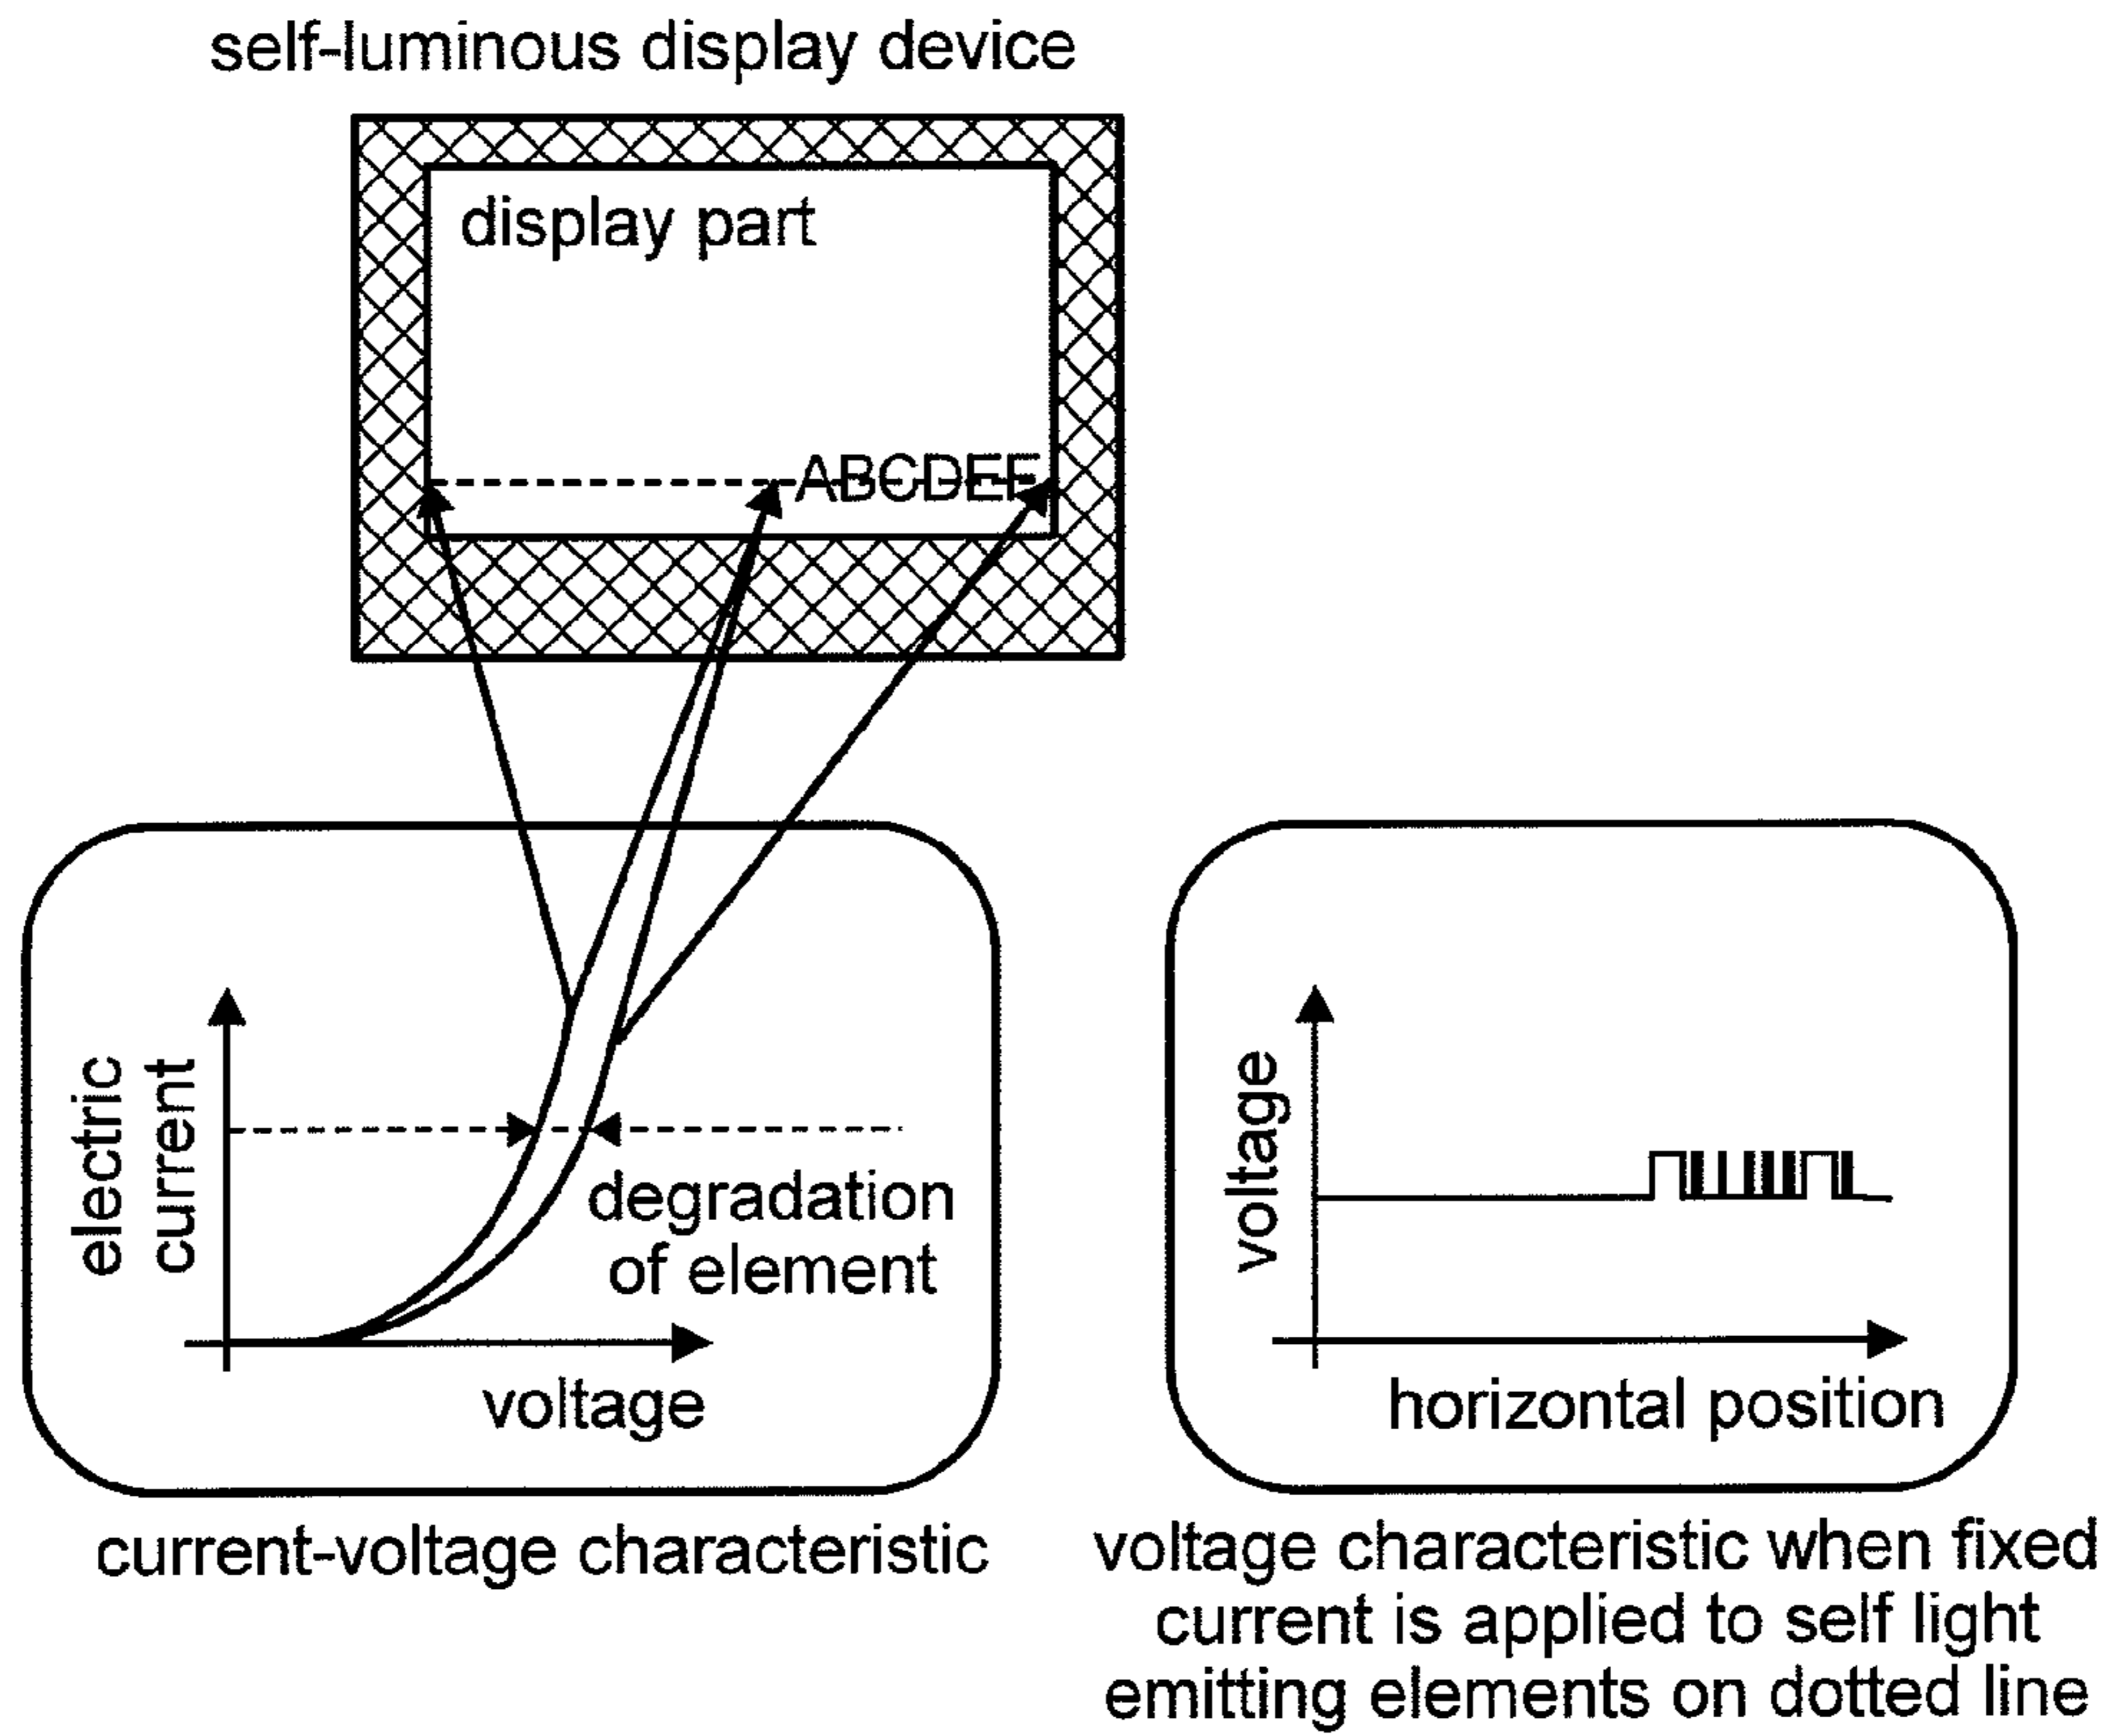 self-luminous display device
display part
ABCDEF
electric
current
degradation
of element
voltage
current-voltage characteristic
voltage
horizontal position
voltage characteristic when fixed
current is applied to self light
emitting elements on dotted line